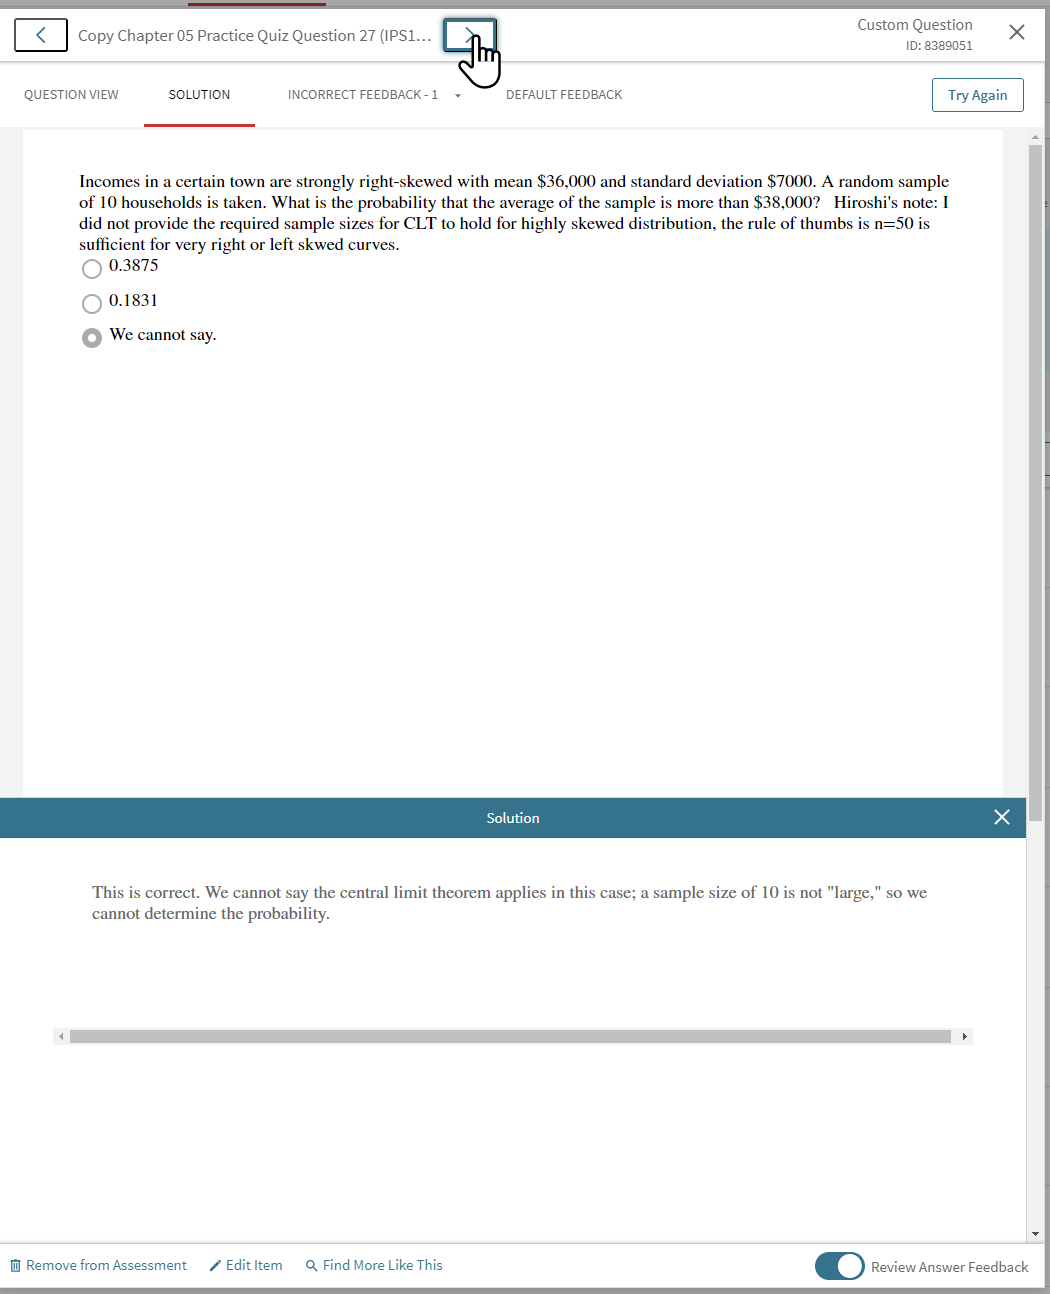 Copy Chapter 05 Practice Quiz Question 27 (IPS1...
Custom Question
ID: 8389051
QUESTION VIEW
SOLUTION
INCORRECT FEEDBACK - 1
DEFAULT FEEDBACK
Try Again
Incomes in a certain town are strongly right-skewed with mean $36,000 and standard deviation $7000. A random sample
of 10 households is taken. What is the probability that the average of the sample is more than $38,000?   Hiroshi's note: I
did not provide the required sample sizes for CLT to hold for highly skewed distribution, the rule of thumbs is n=50 is
sufficient for very right or left skwed curves.
0.3875
0.1831
We cannot say.
Solution
This is correct. We cannot say the central limit theorem applies in this case; a sample size of 10 is not "large," so we
cannot determine the probability.
Remove from Assessment
Edit Item
Find More Like This
Review Answer Feedback